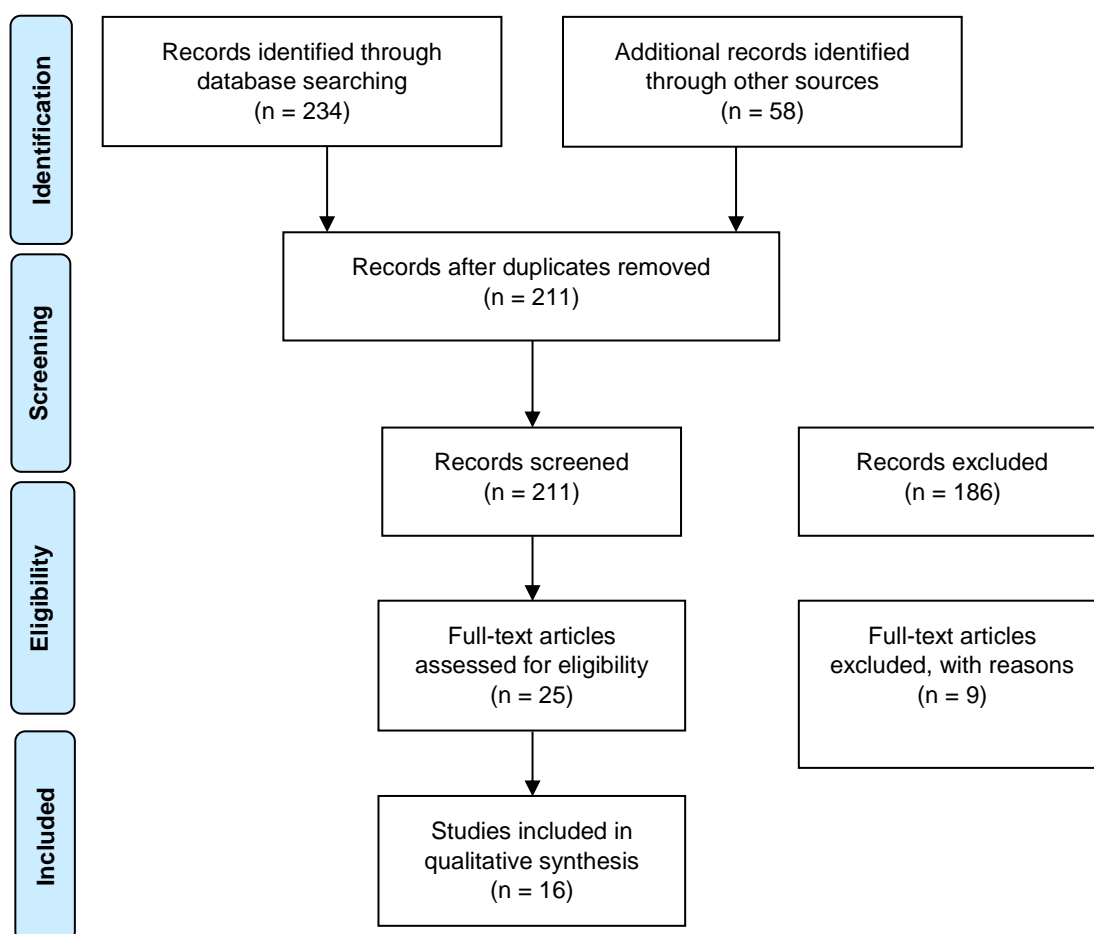 Identification
Records identified through
database searching
(n = 234)
Additional records identified
through other sources
(n = 58)
Screening
Records after duplicates removed
(n = 211)
Records screened
(n = 211)
Records excluded
(n = 186)
Eligibility
Full-text articles
assessed for eligibility
(n = 25)
Full-text articles
excluded, with reasons
(n = 9)
Included
Studies included in
qualitative synthesis
(n = 16)